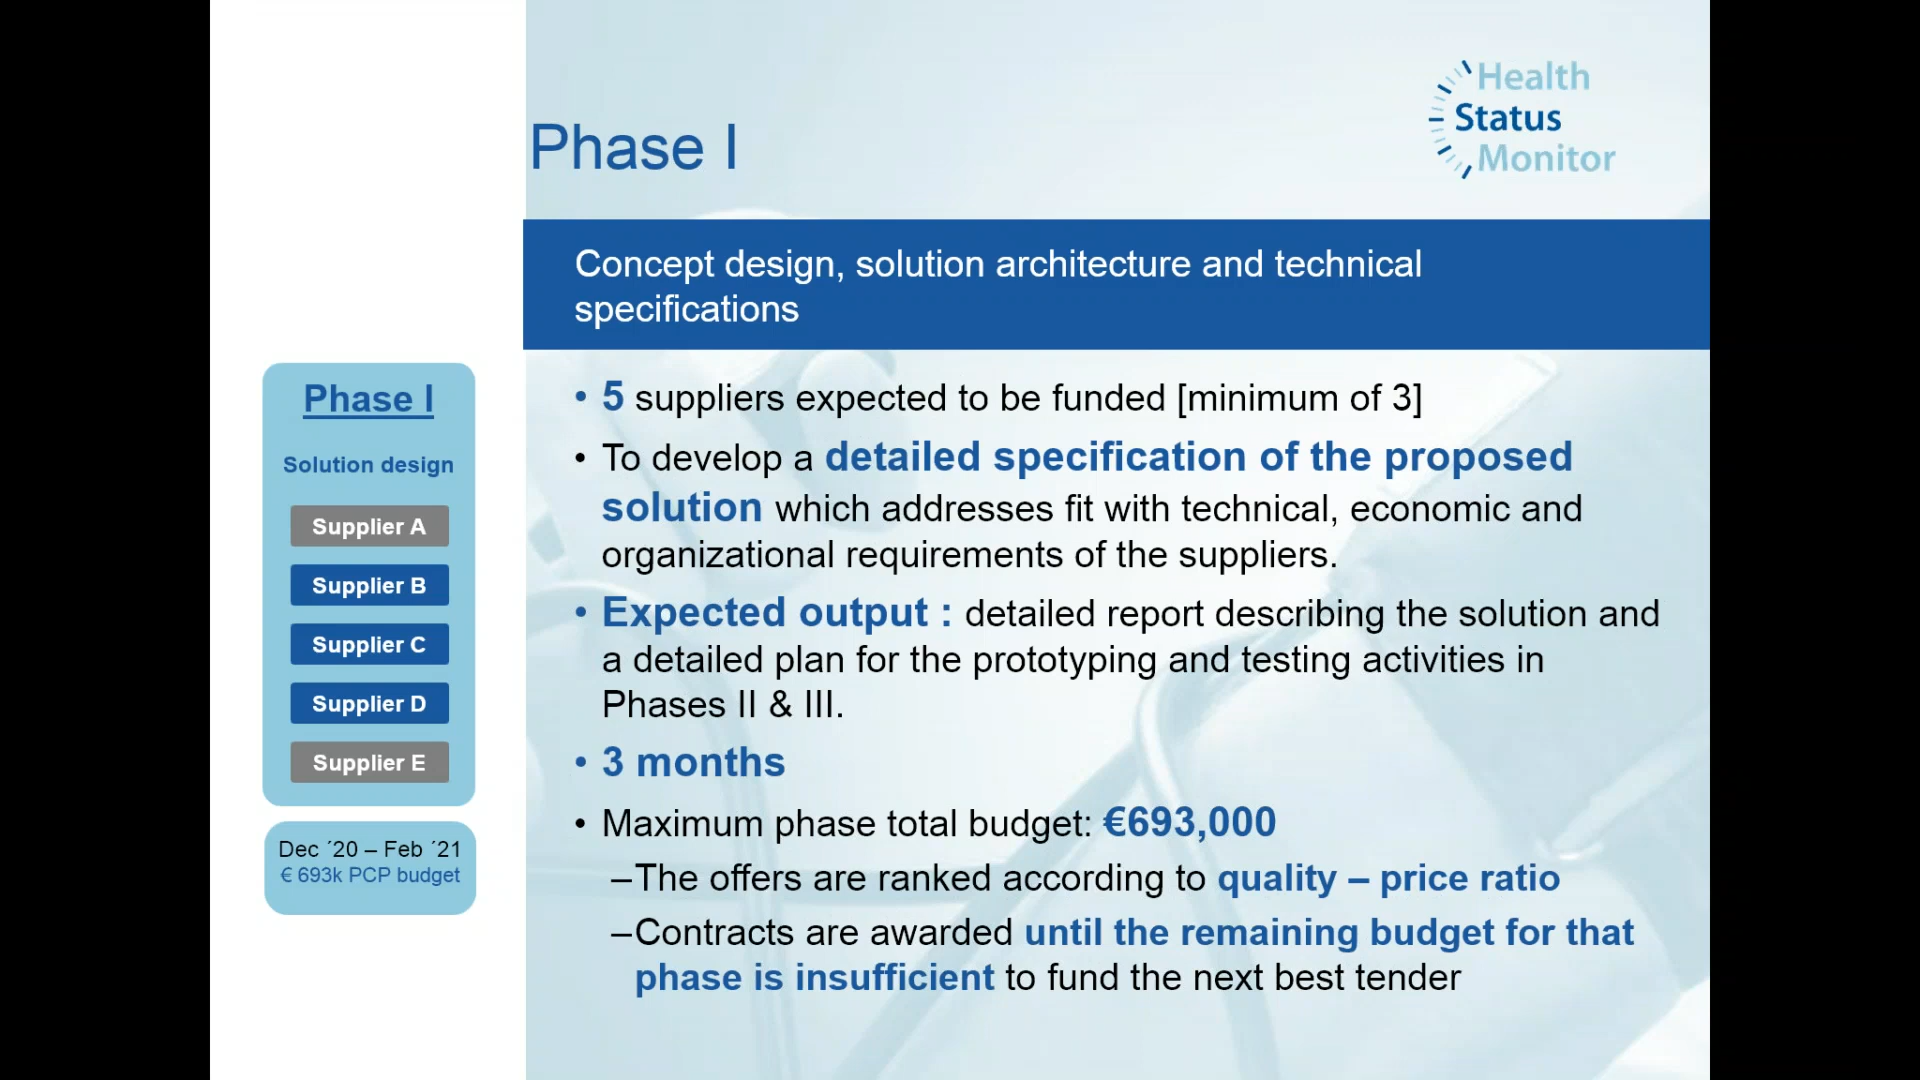 Health
Status
Monitor
Phase I
Concept design, solution architecture and technical
specifications
Phase I
Solution design
Supplier A
Supplier B
Supplier C
Supplier D
Supplier E
Dec ´20 – Feb ´21
€ 693k PCP budget
• 5 suppliers expected to be funded [minimum of 3]
• To develop a detailed specification of the proposed
solution which addresses fit with technical, economic and
organizational requirements of the suppliers.
• Expected output : detailed report describing the solution and
a detailed plan for the prototyping and testing activities in
Phases II & III.
• 3 months
• Maximum phase total budget: €693,000
–The offers are ranked according to quality – price ratio
–Contracts are awarded until the remaining budget for that
phase is insufficient to fund the next best tender